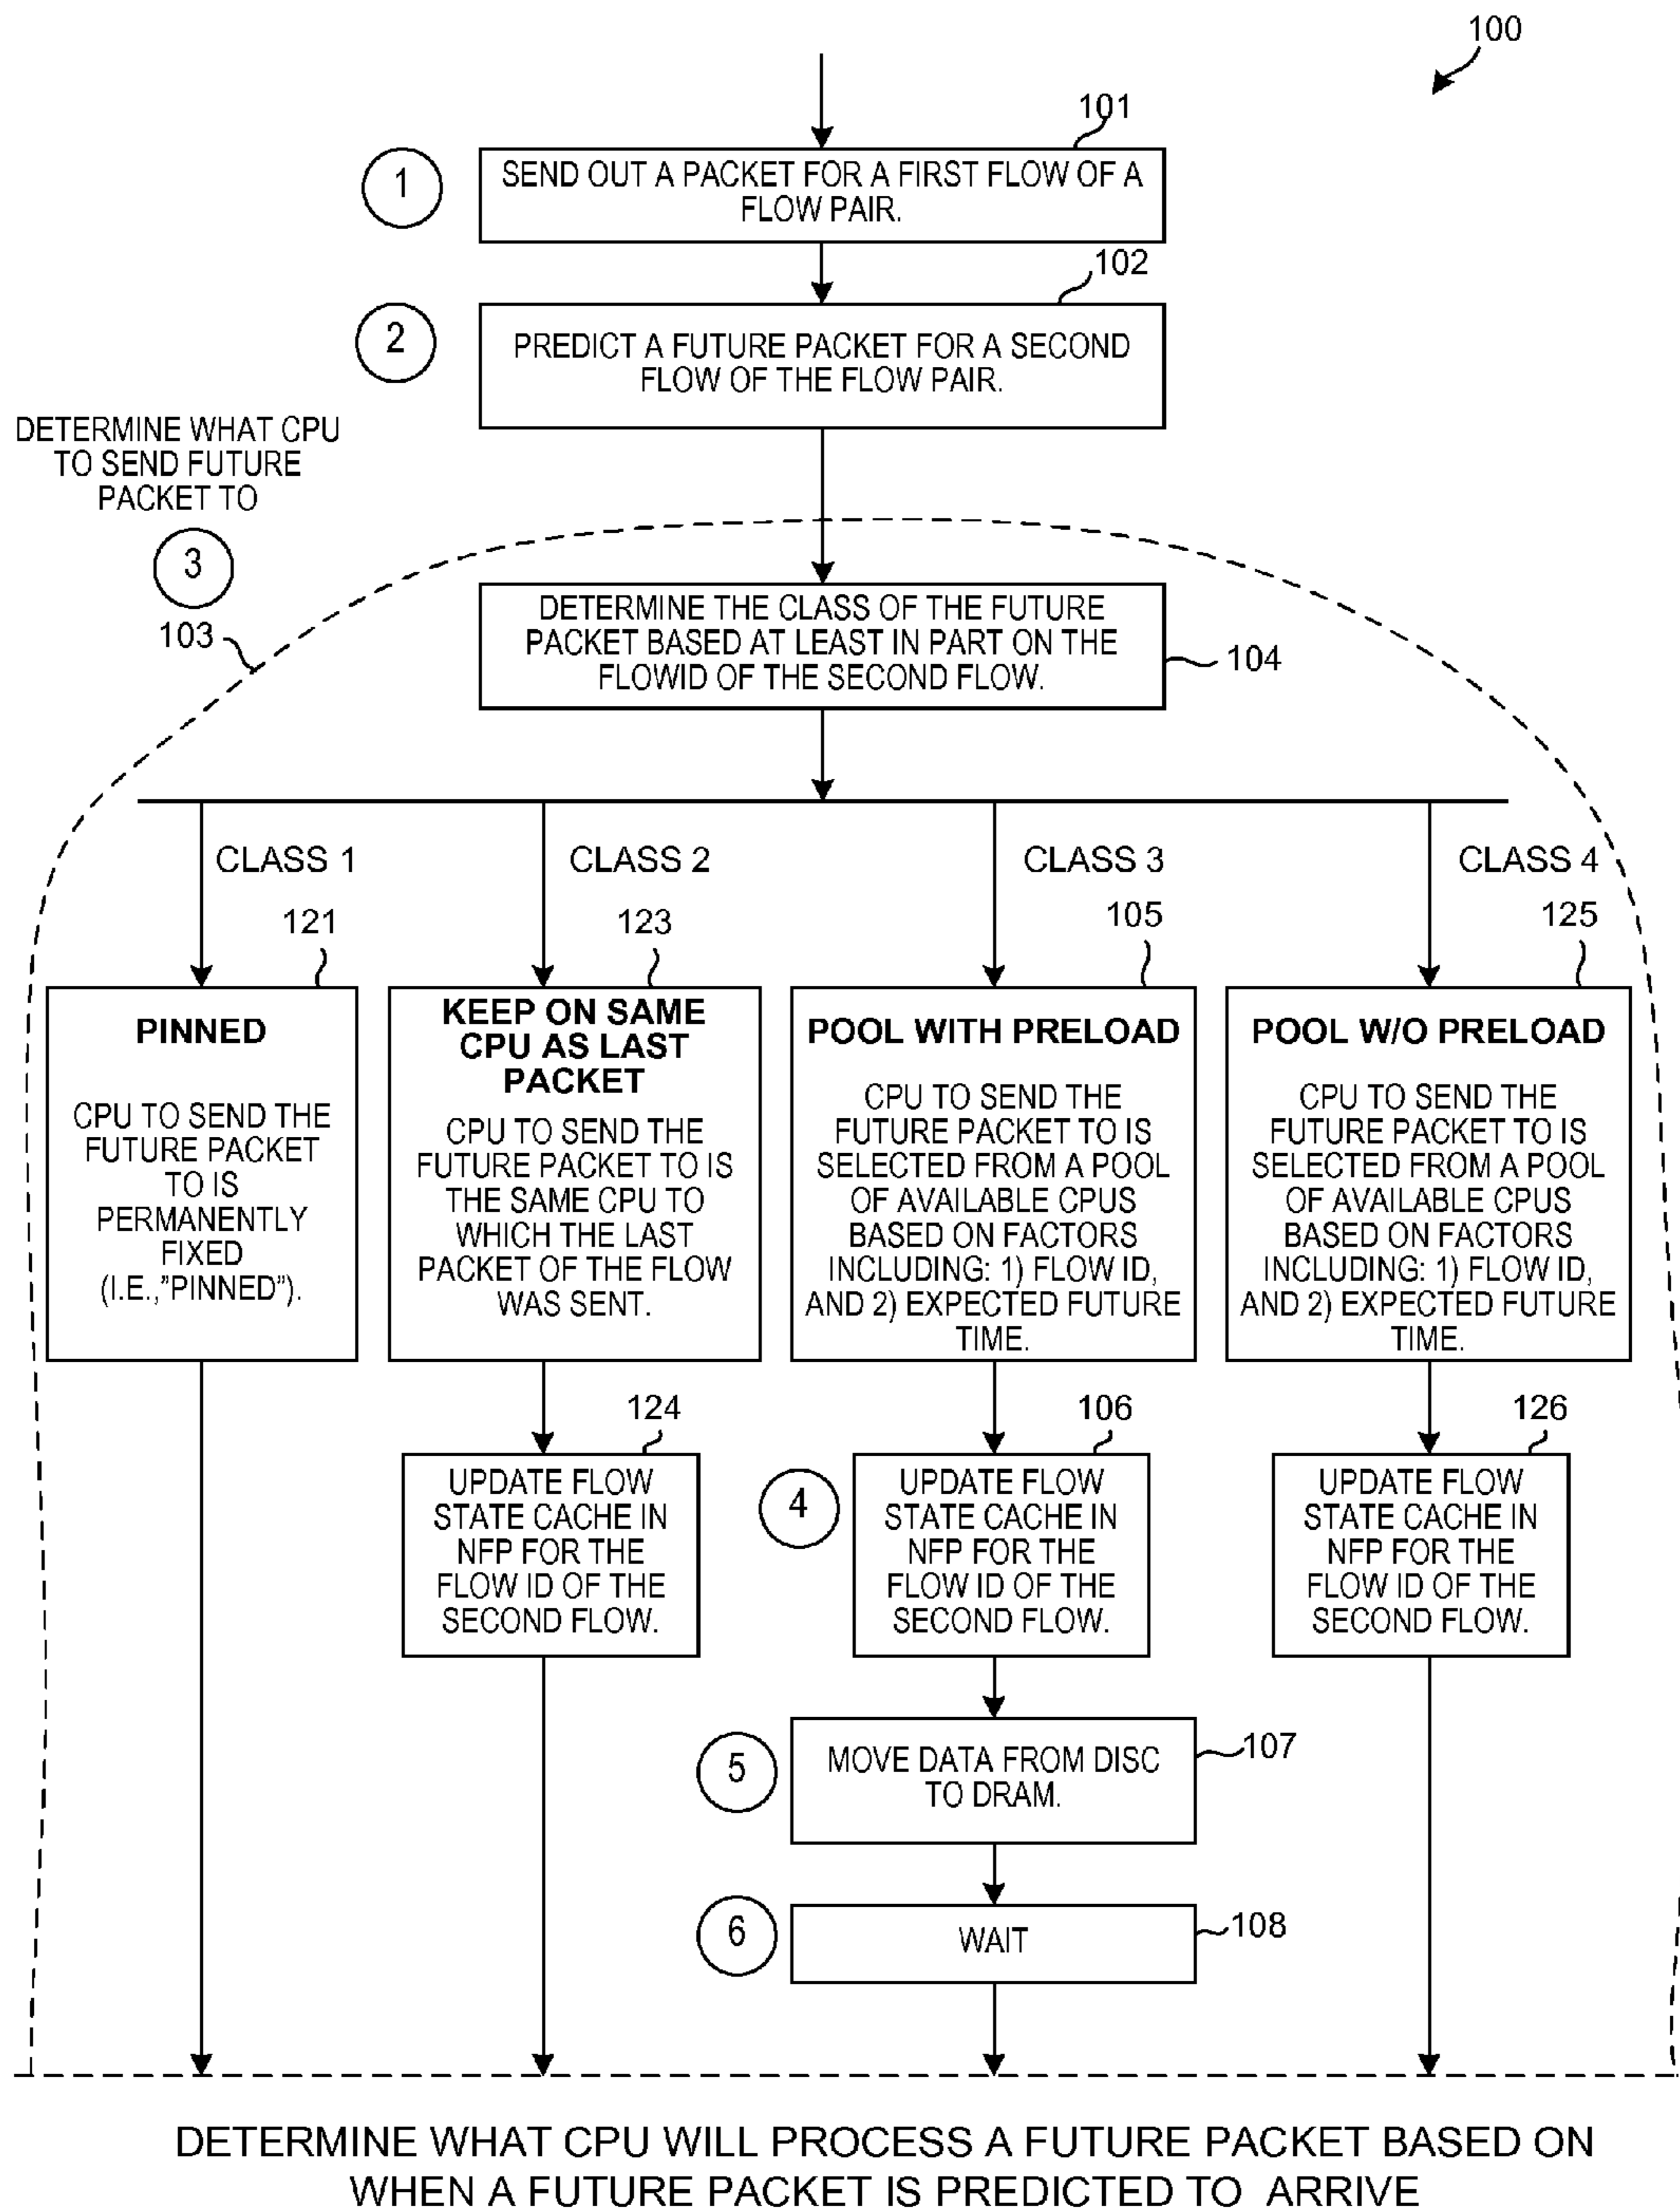 100
101
1
SEND OUT A PACKET FOR A FIRST FLOW OF A
FLOW PAIR.
102
2
PREDICT A FUTURE PACKET FOR A SECOND
FLOW OF THE FLOW PAIR.
DETERMINE WHAT CPU
TO SEND FUTURE
PACKET TO
3
103
DETERMINE THE CLASS OF THE FUTURE
PACKET BASED AT LEAST IN PART ON THE
FLOWID OF THE SECOND FLOW.
104
CLASS 1
CLASS 2
CLASS 3
CLASS 4
121
123
105
125
PINNED
CPU TO SEND THE
FUTURE PACKET
TO IS
PERMANENTLY
FIXED
(I.E.,"PINNED").
KEEP ON SAME
CPU AS LAST
PACKET
CPU TO SEND THE
FUTURE PACKET TO IS
THE SAME CPU TO
WHICH THE LAST
PACKET OF THE FLOW
WAS SENT.
POOL WITH PRELOAD
CPU TO SEND THE
FUTURE PACKET TO IS
SELECTED FROM A POOL
OF AVAILABLE CPUS
BASED ON FACTORS
INCLUDING: 1) FLOW ID,
AND 2) EXPECTED FUTURE
TIME.
POOL W/O PRELOAD
CPU TO SEND THE
FUTURE PACKET TO IS
SELECTED FROM A POOL
OF AVAILABLE CPUS
BASED ON FACTORS
INCLUDING: 1) FLOW ID,
AND 2) EXPECTED FUTURE
TIME.
124
106
126
UPDATE FLOW
STATE CACHE IN
NFP FOR THE
FLOW ID OF THE
SECOND FLOW.
4
UPDATE FLOW
STATE CACHE IN
NFP FOR THE
FLOW ID OF THE
SECOND FLOW.
UPDATE FLOW
STATE CACHE IN
NFP FOR THE
FLOW ID OF THE
SECOND FLOW.
5
MOVE DATA FROM DISC
TO DRAM.
107
6
WAIT
108
DETERMINE WHAT CPU WILL PROCESS A FUTURE PACKET BASED ON
WHEN A FUTURE PACKET IS PREDICTED TO ARRIVE